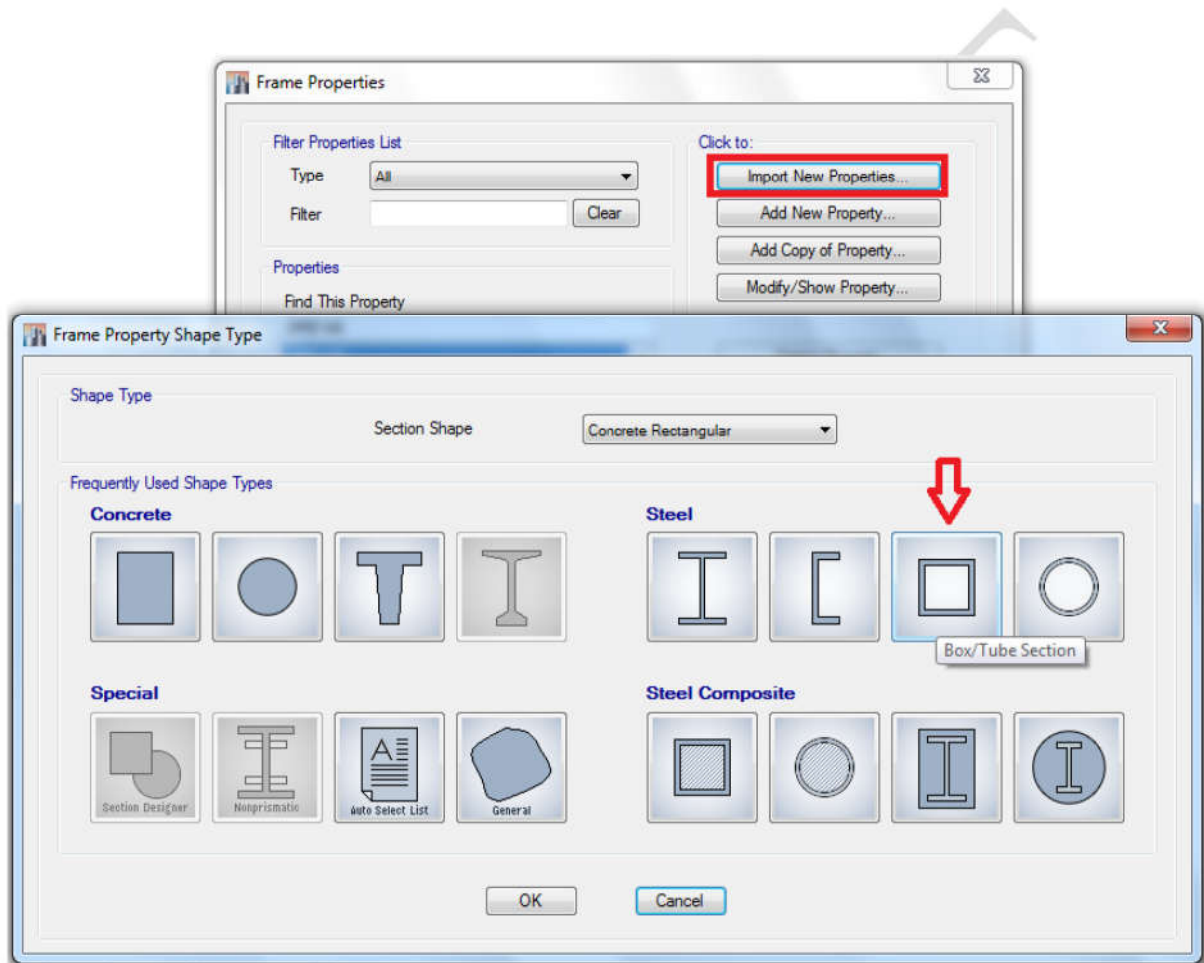 Frame Properties
Filter Properties List
Type
All
Filter
Clear
Click to:
Import New Properties...
Add New Property...
Add Copy of Property...
Modify/Show Property...
Properties
Find This Property
Frame Property Shape Type
Shape Type
Section Shape
Concrete Rectangular
Frequently Used Shape Types
Concrete
Steel
Box/Tube Section
Special
Steel Composite
Section Designer
Nonprismatic
Auto Select List
General
OK
Cancel